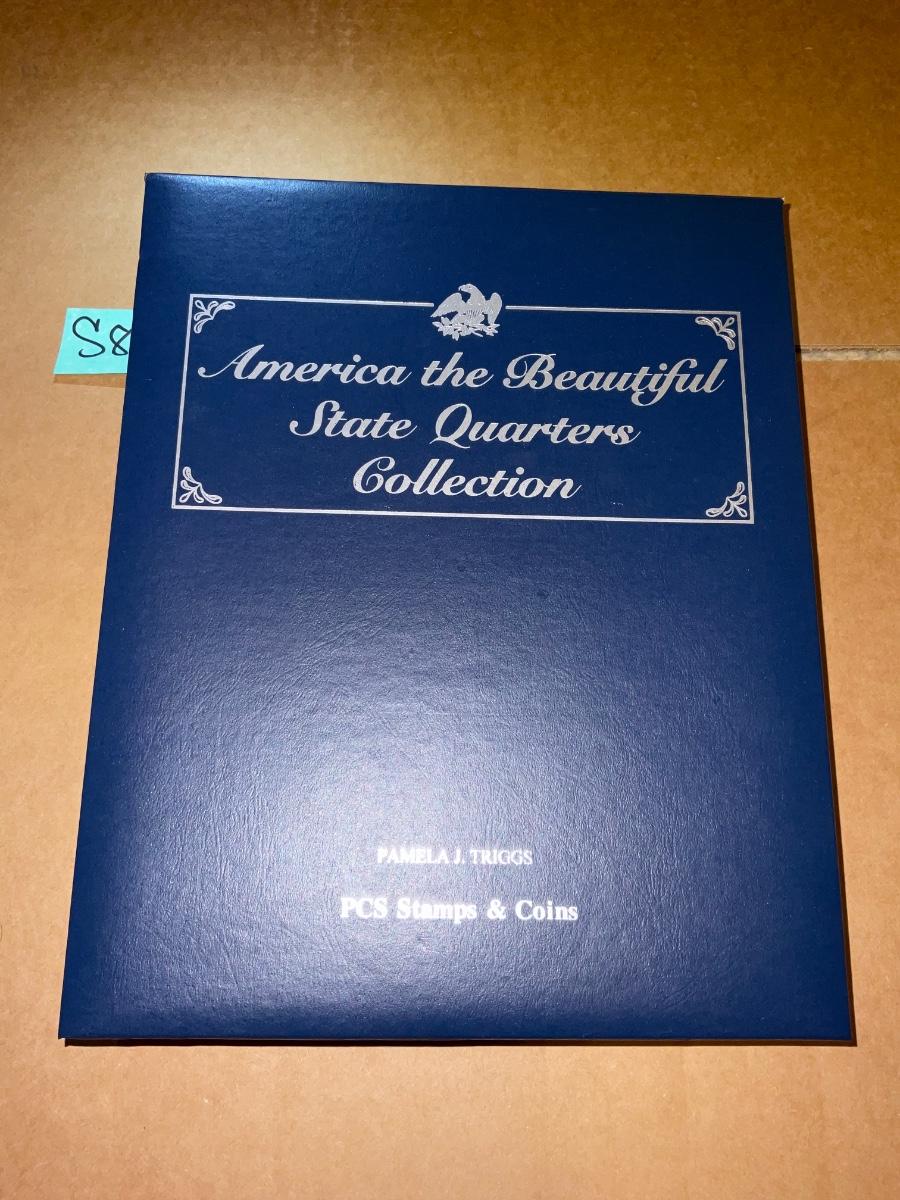 S8
America the Beautiful
State Quarters
Collection
PAMELA J. TRIGGS
PCS Stamps & Coins